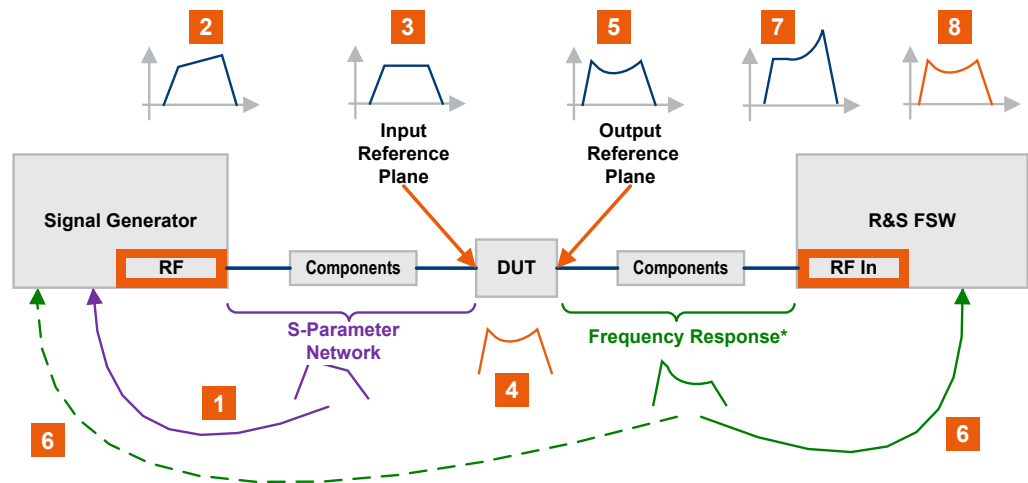 2
3
5
7
8
Input
Reference
Plane
Output
Reference
Plane
Signal Generator
R&S FSW
RF
Components
DUT
Components
RF In
S-Parameter
Network
Frequency Response*
4
1
6
6